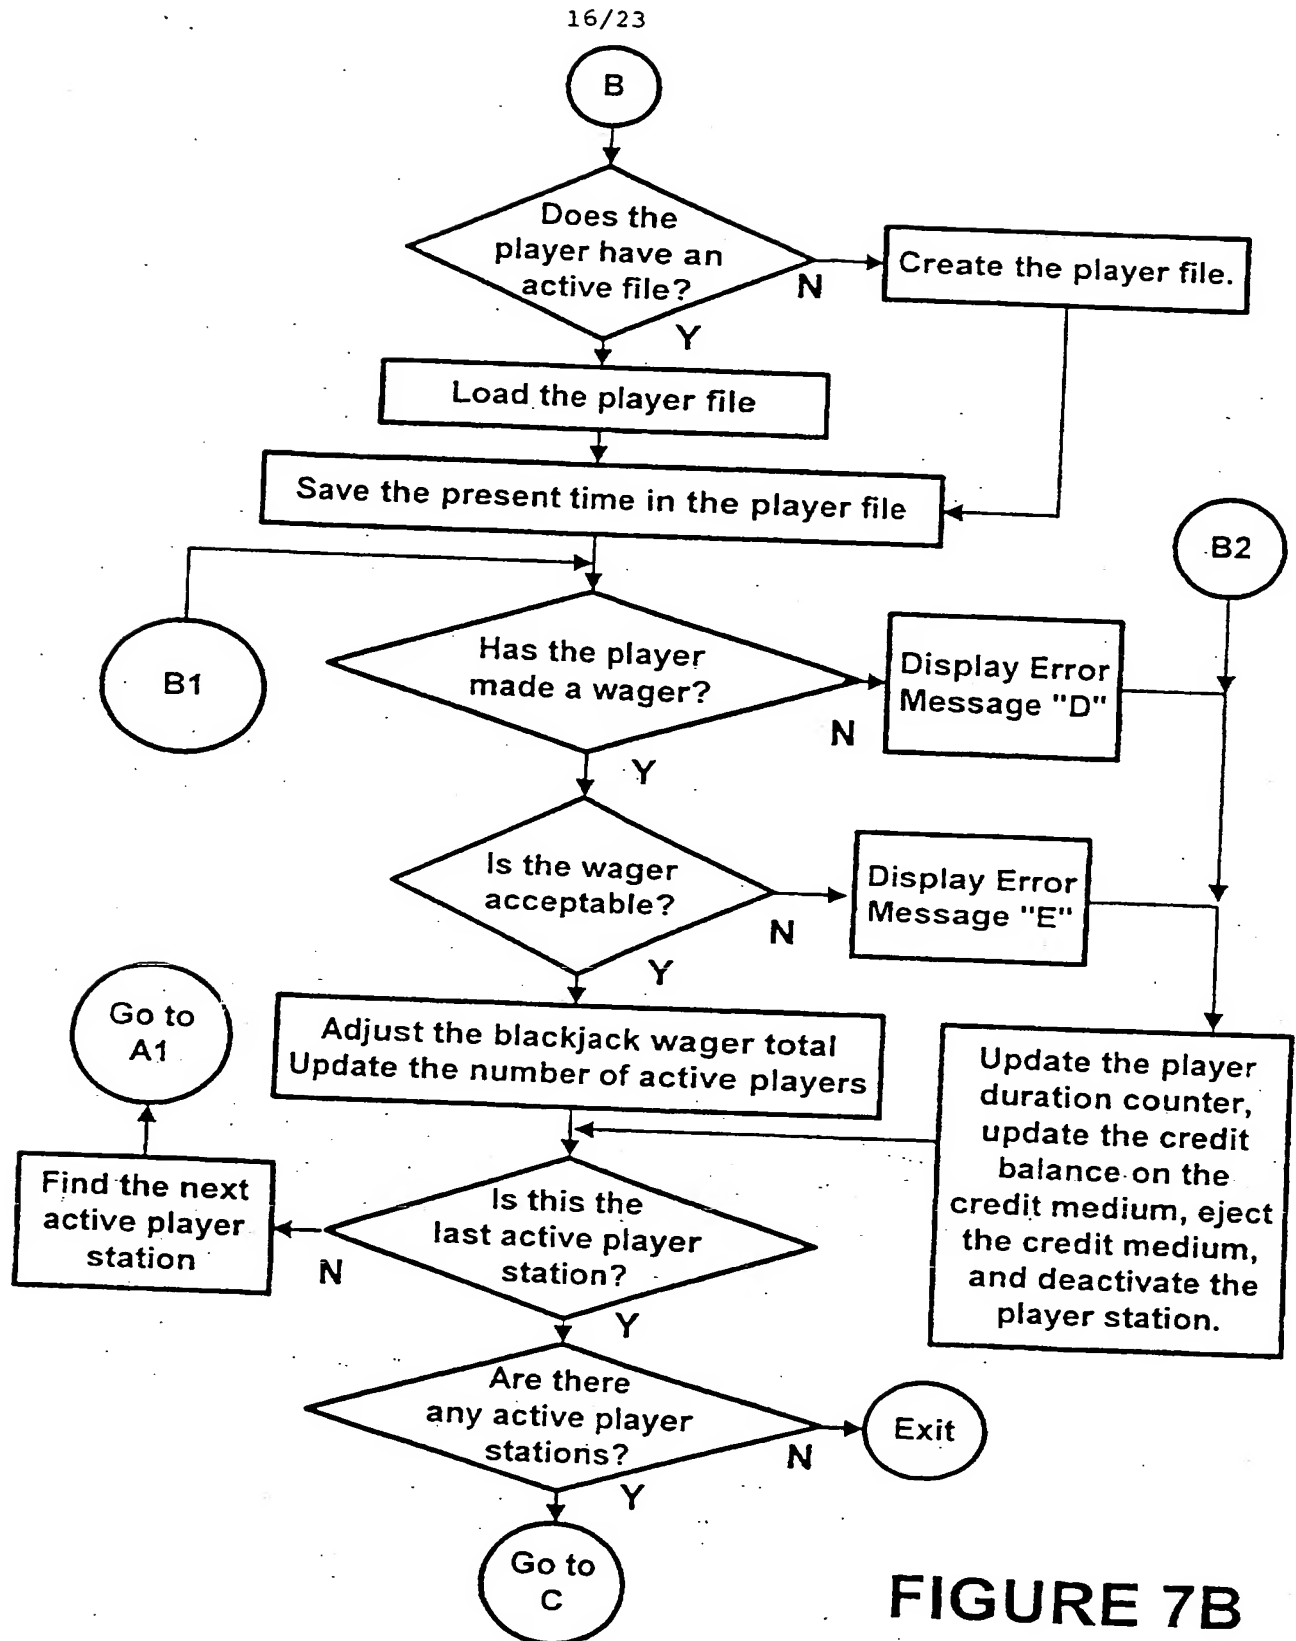 16/23
B
Does the
player have an
active file?
N
Create the player file.
Y
Load the player file
Save the present time in the player file
B2
B1
Has the player
made a wager?
N
Display Error
Message "D"
Y
Is the wager
acceptable?
N
Display Error
Message "E"
Y
Go to
A1
Adjust the blackjack wager total
Update the number of active players
Update the player
duration counter,
update the credit
balance on the
credit medium, eject
the credit medium,
and deactivate the
player station.
Find the next
active player
station
N
Is this the
last active player
station?
Y
Are there
any active player
stations?
N
Exit
Y
Go to
C
FIGURE 7B